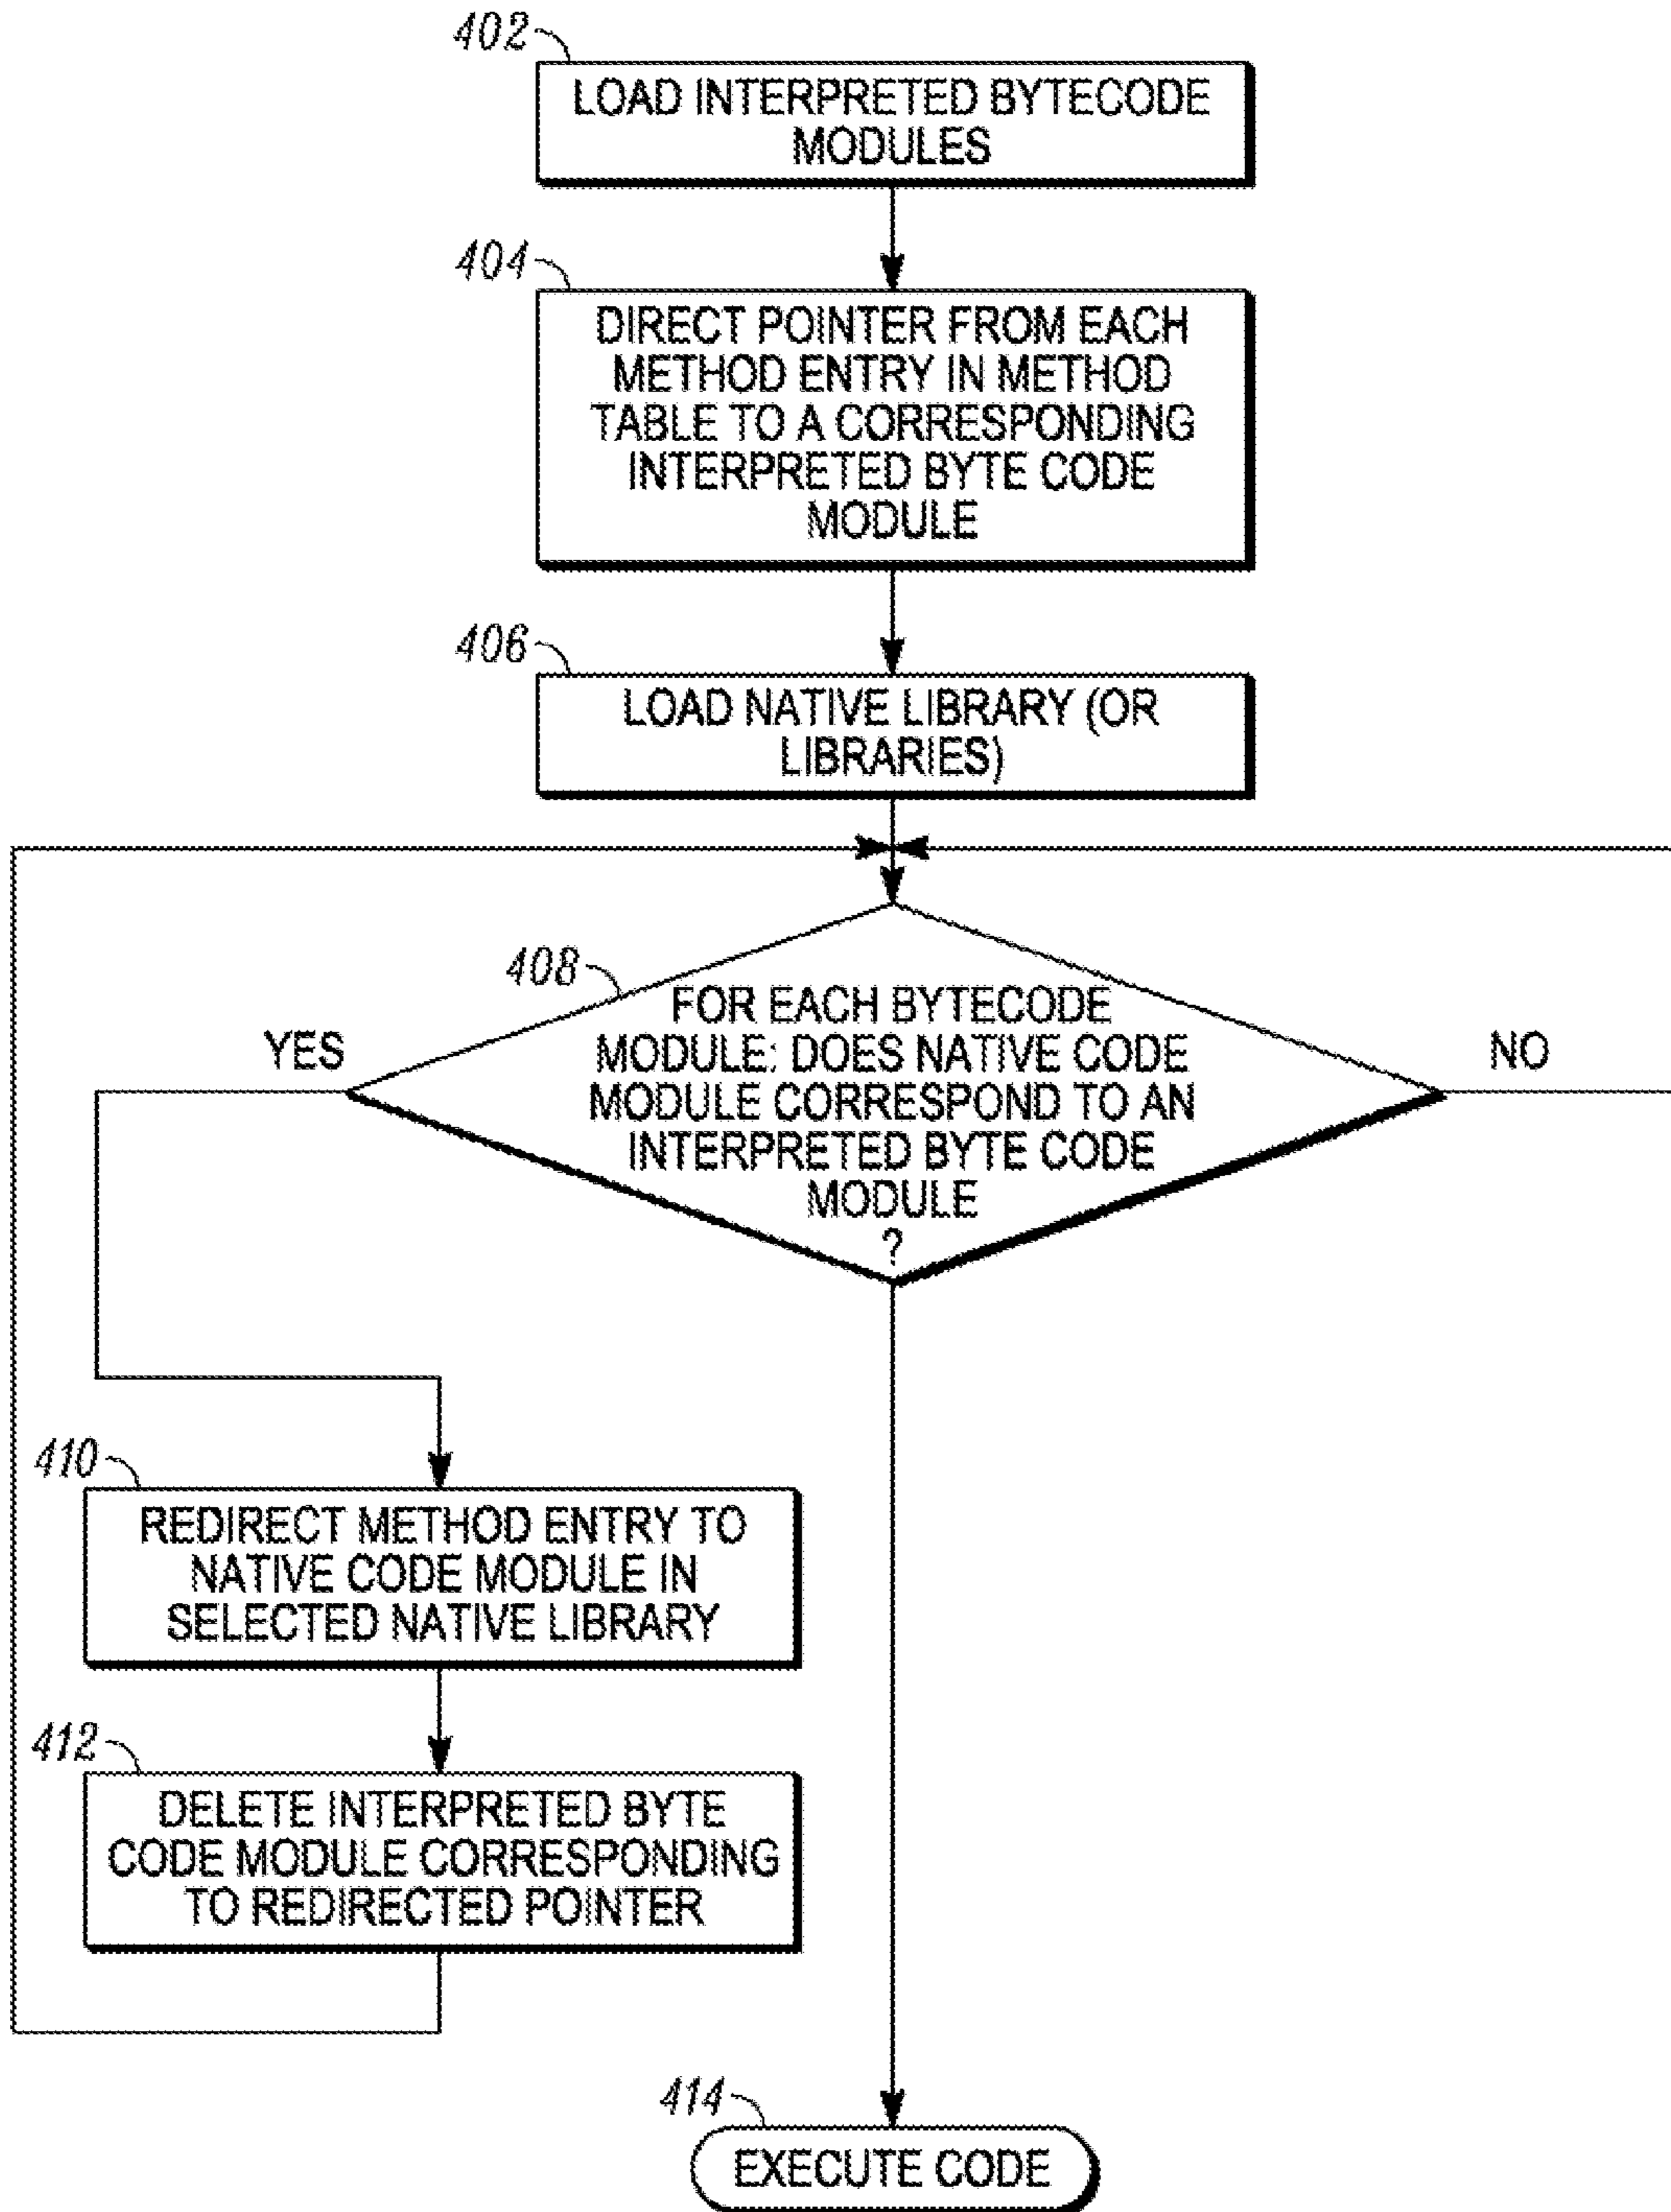 402
LOAD INTERPRETED BYTECODE
MODULES
404
DIRECT POINTER FROM EACH
METHOD ENTRY IN METHOD
TABLE TO A CORRESPONDING
INTERPRETED BYTE CODE
MODULE
406
LOAD NATIVE LIBRARY (OR
LIBRARIES)
408
FOR EACH BYTECODE
MODULE: DOES NATIVE CODE
MODULE CORRESPOND TO AN
INTERPRETED BYTE CODE
MODULE
?
YES
NO
410
REDIRECT METHOD ENTRY TO
NATIVE CODE MODULE IN
SELECTED NATIVE LIBRARY
412
DELETE INTERPRETED BYTE
CODE MODULE CORRESPONDING
TO REDIRECTED POINTER
414
EXECUTE CODE